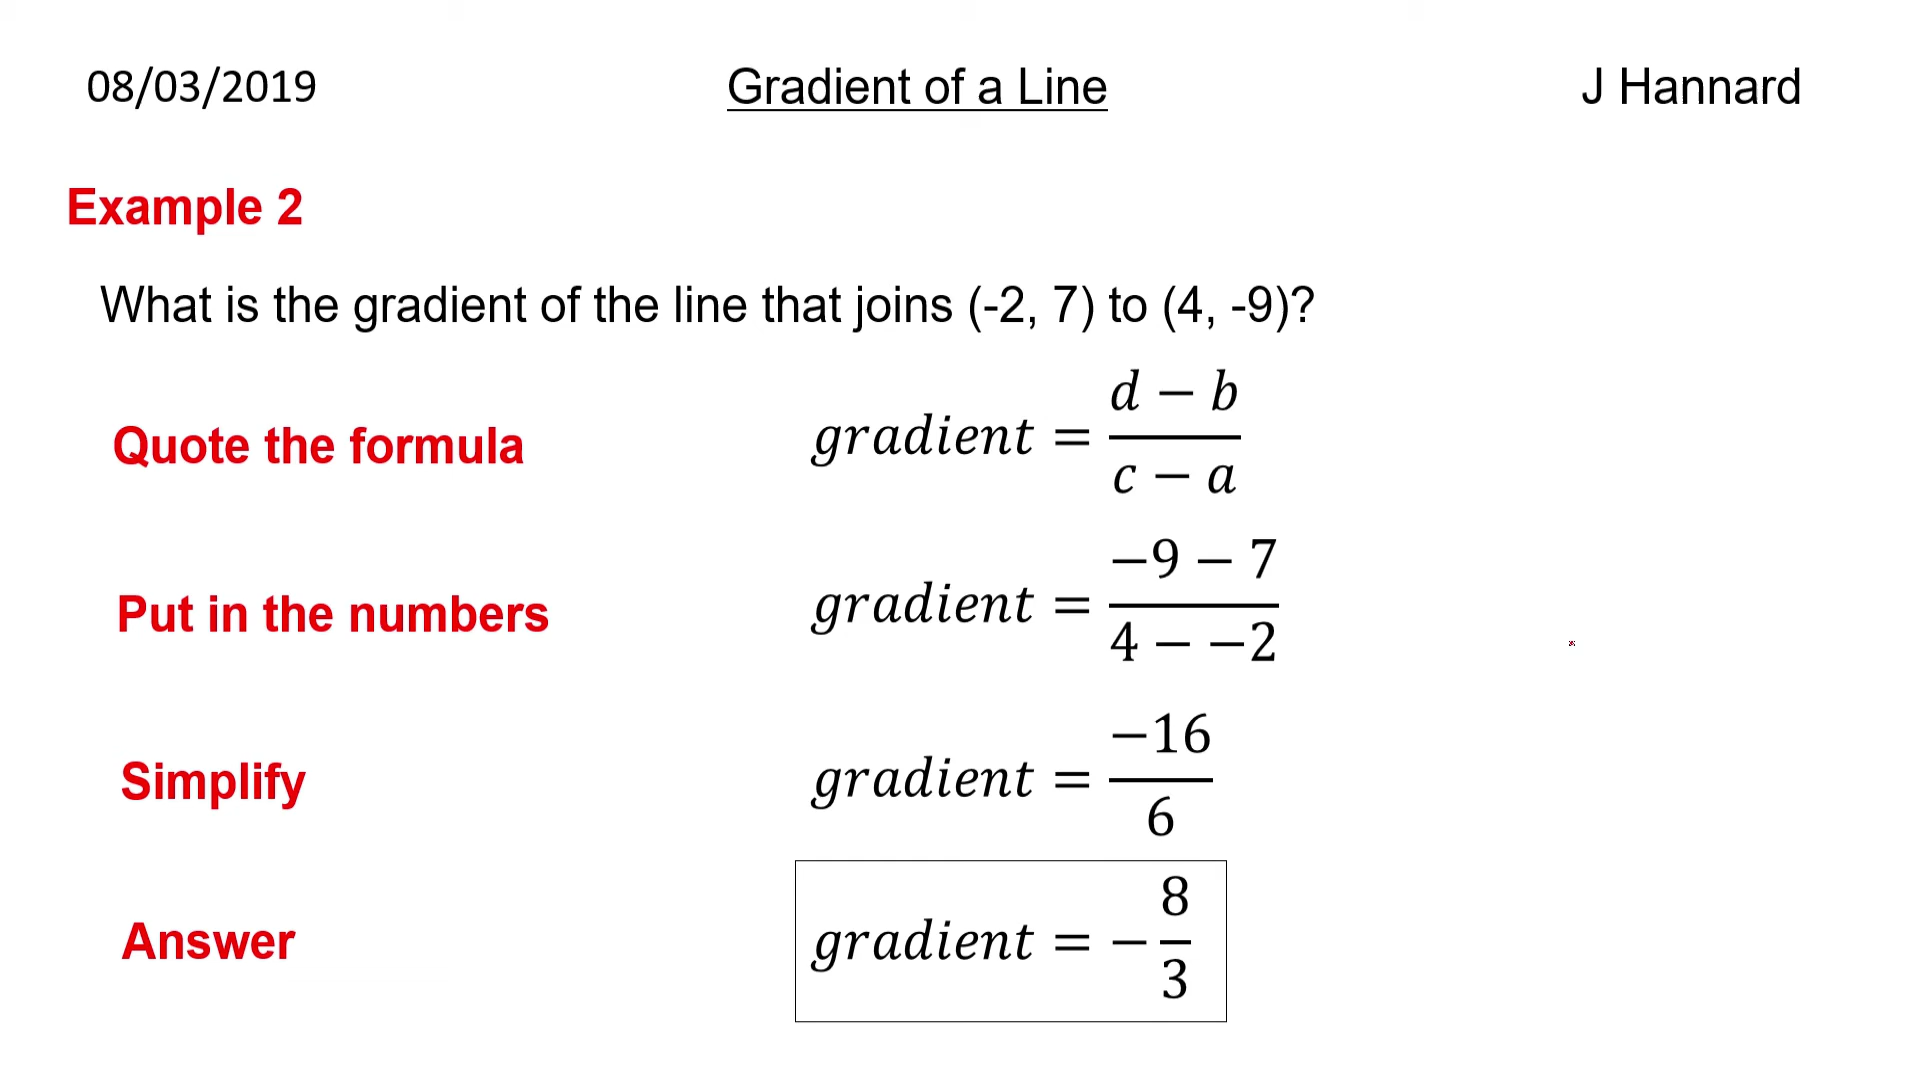 08/03/2019 Gradient of a Line J Hannard
Example 2
What is the gradient of the line that joins (-2, 7) to (4, -9)?
Quote the formula gradient = d − b / c − a
Put in the numbers gradient = −9 − 7 / 4 − −2
Simplify gradient = −16 / 6
Answer gradient = − 8 / 3